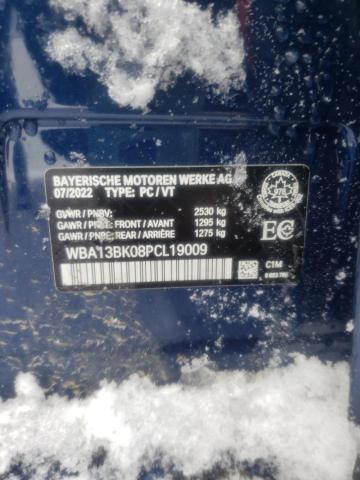 BAYERISCHE MOTOREN WERKE AG
07/2022 TYPE: PC / VT
GVWR / PNBV: 2530 kg
GAWR / PNBE: FRONT / AVANT 1295 kg
GAWR / PNBE: REAR / ARRIÈRE 1275 kg
WBA13BK08PCL19009
EC
C1M